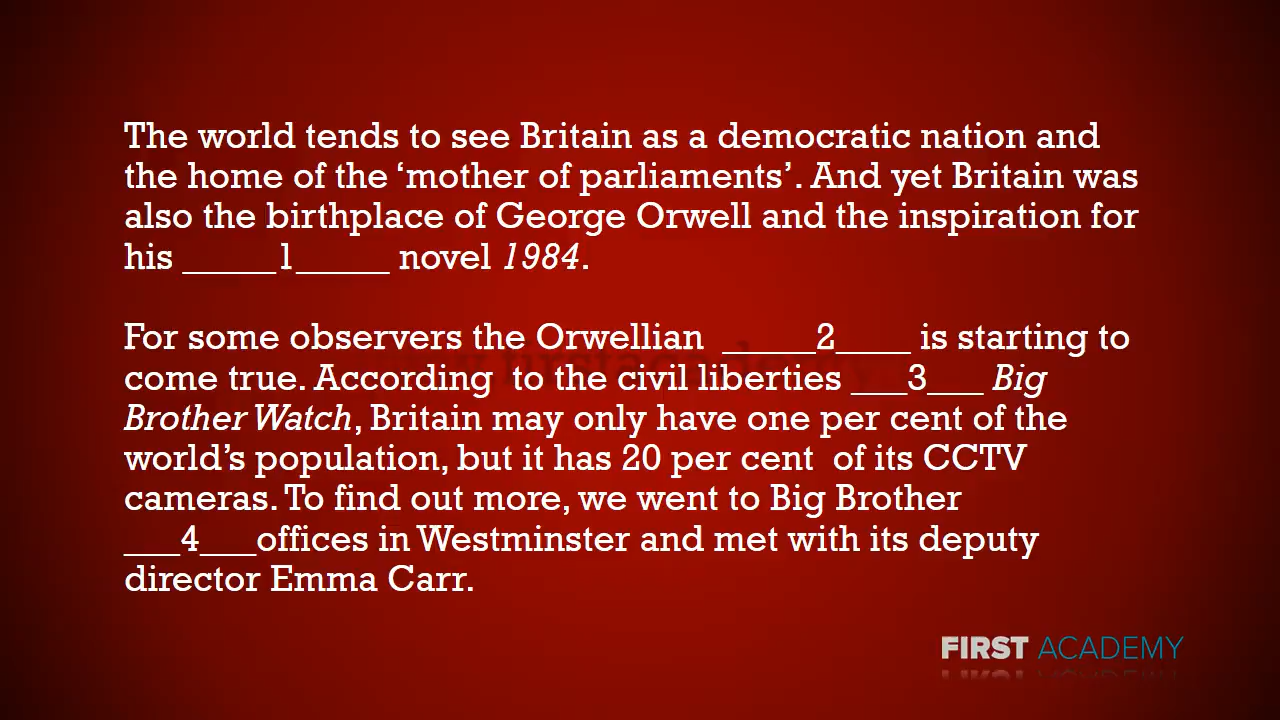 The world tends to see Britain as a democratic nation and
the home of the ‘mother of parliaments’. And yet Britain was
also the birthplace of George Orwell and the inspiration for
his _____1_____ novel 1984.
For some observers the Orwellian _____2____ is starting to
come true. According to the civil liberties ___3___ Big
Brother Watch, Britain may only have one per cent of the
world’s population, but it has 20 per cent of its CCTV
cameras. To find out more, we went to Big Brother
___4___offices in Westminster and met with its deputy
director Emma Carr.
FIRST ACADEMY